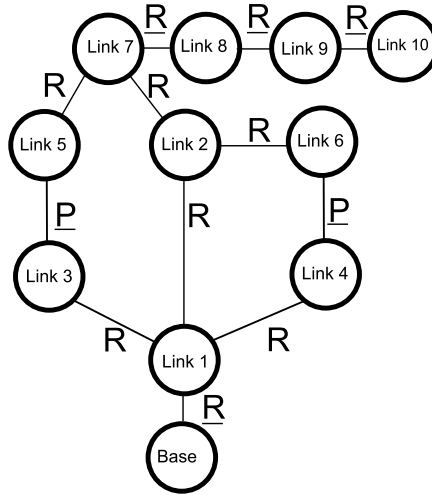 R R R
Link 7 Link 8 Link 9 Link 10
R R
Link 5 Link 2 R Link 6
P R P
Link 3 Link 4
R R
Link 1
R
Base